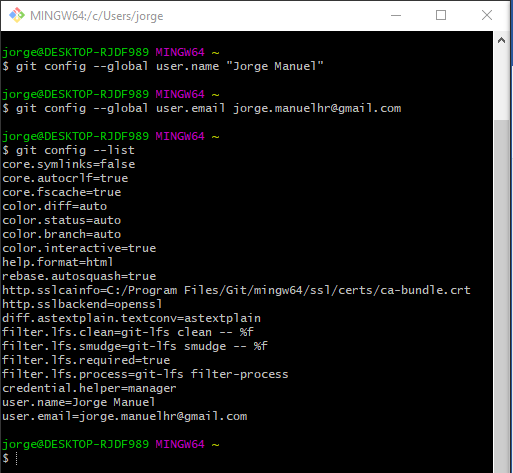 MINGW64:/c/Users/jorge
jorge@DESKTOP-RJDF989 MINGW64 ~
$ git config --global user.name "Jorge Manuel"
jorge@DESKTOP-RJDF989 MINGW64 ~
$ git config --global user.email jorge.manuelhr@gmail.com
jorge@DESKTOP-RJDF989 MINGW64 ~
$ git config --list
core.symlinks=false
core.autocrlf=true
core.fscache=true
color.diff=auto
color.status=auto
color.branch=auto
color.interactive=true
help.format=html
rebase.autosquash=true
http.sslcainfo=C:/Program Files/Git/mingw64/ssl/certs/ca-bundle.crt
http.sslbackend=openssl
diff.astextplain.textconv=astextplain
filter.lfs.clean=git-lfs clean -- %f
filter.lfs.smudge=git-lfs smudge -- %f
filter.lfs.required=true
filter.lfs.process=git-lfs filter-process
credential.helper=manager
user.name=Jorge Manuel
user.email=jorge.manuelhr@gmail.com
jorge@DESKTOP-RJDF989 MINGW64 ~
$